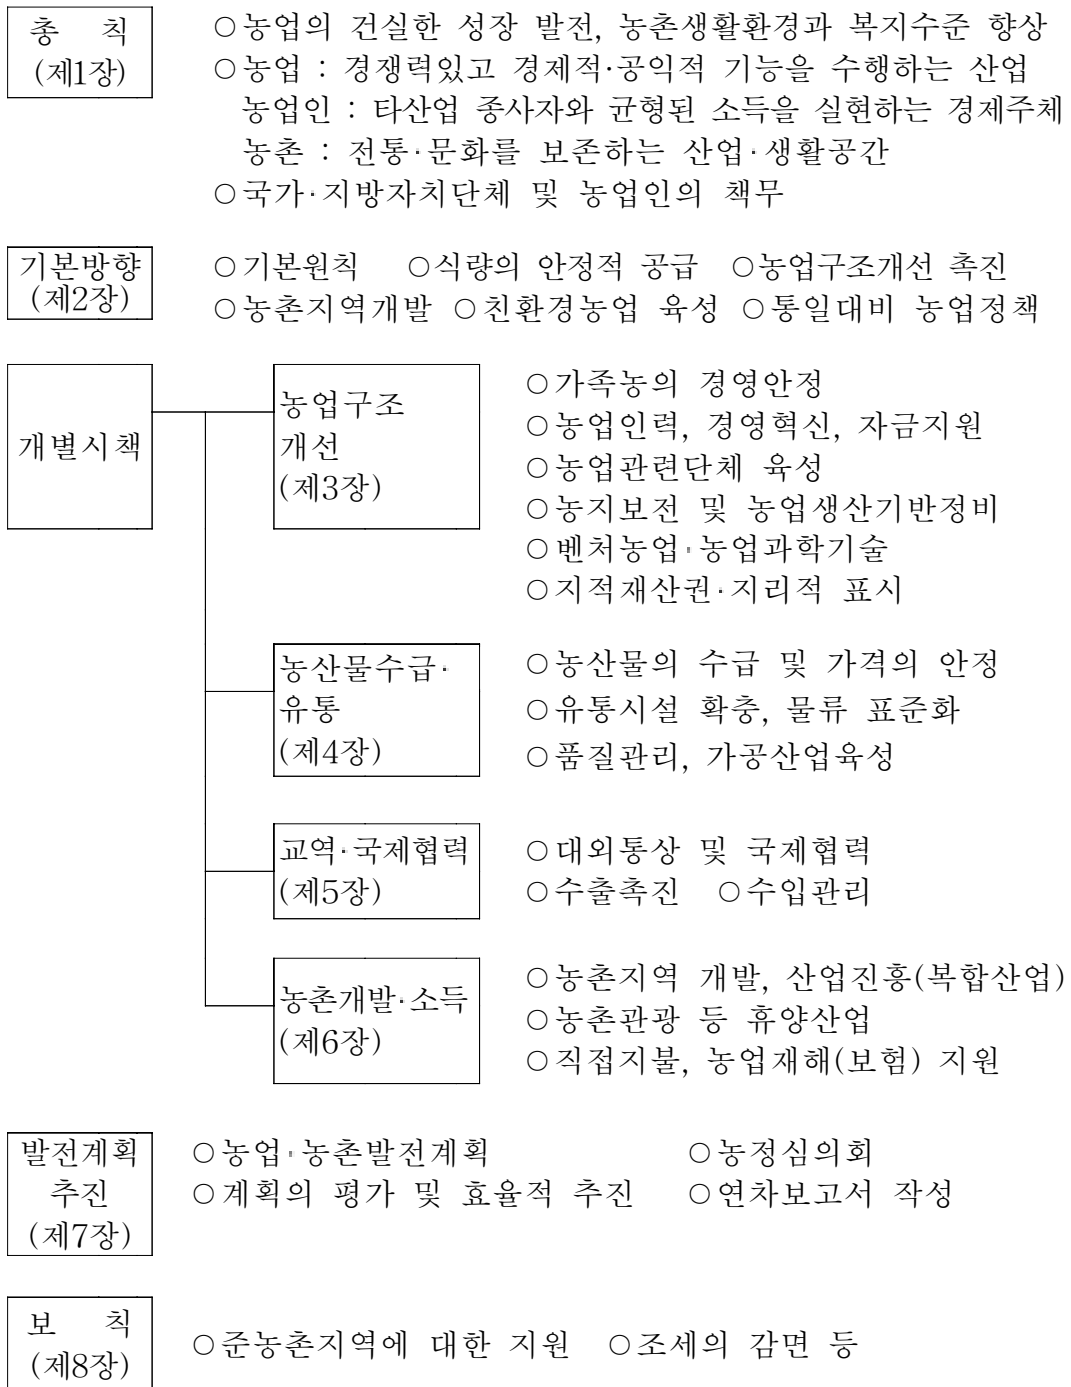 총 칙
(제1장)
○농업의 건실한 성장 발전, 농촌생활환경과 복지수준 향상
○농업 : 경쟁력있고 경제적·공익적 기능을 수행하는 산업
농업인 : 타산업 종사자와 균형된 소득을 실현하는 경제주체
농촌 : 전통·문화를 보존하는 산업·생활공간
○국가·지방자치단체 및 농업인의 책무
기본방향
(제2장)
○기본원칙 ○식량의 안정적 공급 ○농업구조개선 촉진
○농촌지역개발 ○친환경농업 육성 ○통일대비 농업정책
개별시책
농업구조
개선
(제3장)
○가족농의 경영안정
○농업인력, 경영혁신, 자금지원
○농업관련단체 육성
○농지보전 및 농업생산기반정비
○벤처농업·농업과학기술
○지적재산권·지리적 표시
농산물수급·
유통
(제4장)
○농산물의 수급 및 가격의 안정
○유통시설 확충, 물류 표준화
○품질관리, 가공산업육성
교역·국제협력
(제5장)
○대외통상 및 국제협력
○수출촉진 ○수입관리
농촌개발·소득
(제6장)
○농촌지역 개발, 산업진흥(복합산업)
○농촌관광 등 휴양산업
○직접지불, 농업재해(보험) 지원
발전계획
추진
(제7장)
○농업·농촌발전계획 ○농정심의회
○계획의 평가 및 효율적 추진 ○연차보고서 작성
보 칙
(제8장)
○준농촌지역에 대한 지원 ○조세의 감면 등